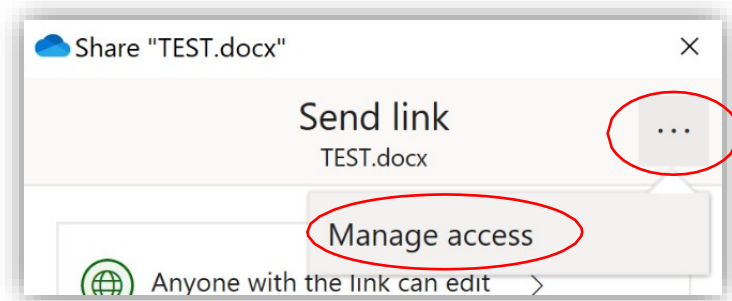 Share "TEST.docx"
Send link
...
TEST.docx
Manage access
Anyone with the link can edit